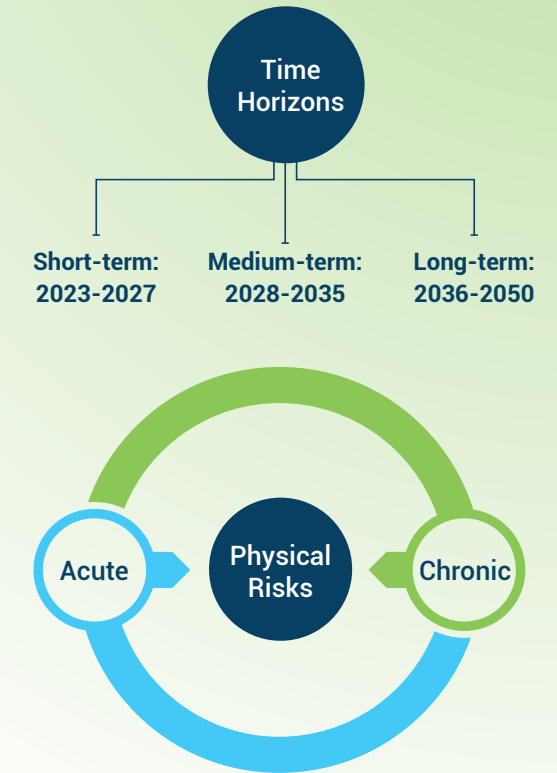 Time
Horizons
Short-term:
2023-2027
Medium-term:
2028-2035
Long-term:
2036-2050
Acute
Physical
Risks
Chronic